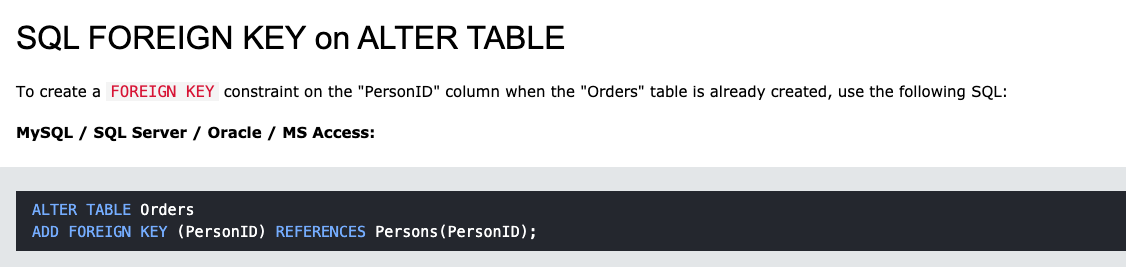 SQL FOREIGN KEY on ALTER TABLE
To create a FOREIGN KEY constraint on the "PersonID" column when the "Orders" table is already created, use the following SQL:
MySQL / SQL Server / Oracle / MS Access:
ALTER TABLE Orders
ADD FOREIGN KEY (PersonID) REFERENCES Persons(PersonID);